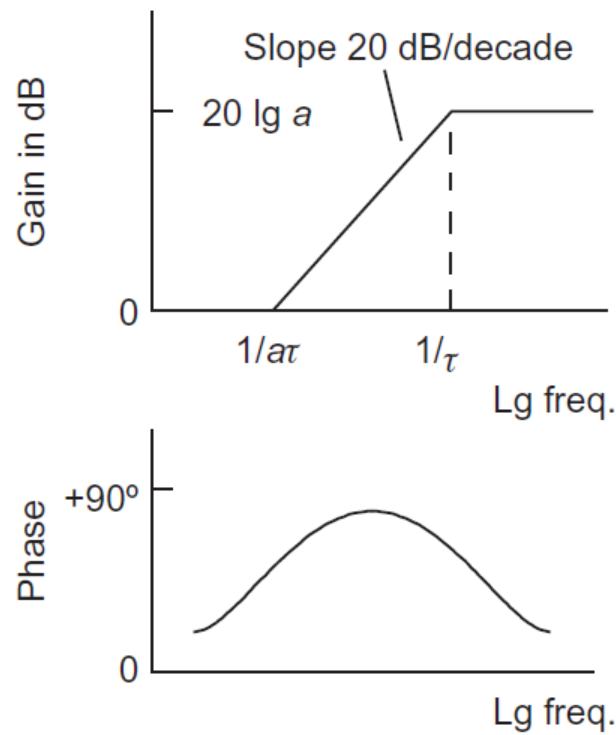 Slope 20 dB/decade
20 lg a
Gain in dB
0
1/aτ
1/τ
Lg freq.
+90º
Phase
0
Lg freq.